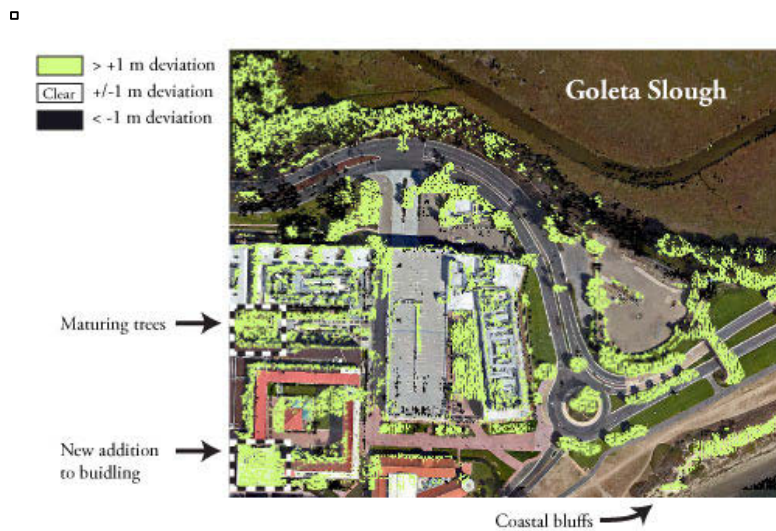 > +1 m deviation
Clear +/-1 m deviation
< -1 m deviation
Goleta Slough
Maturing trees
New addition
to buidling
Coastal bluffs